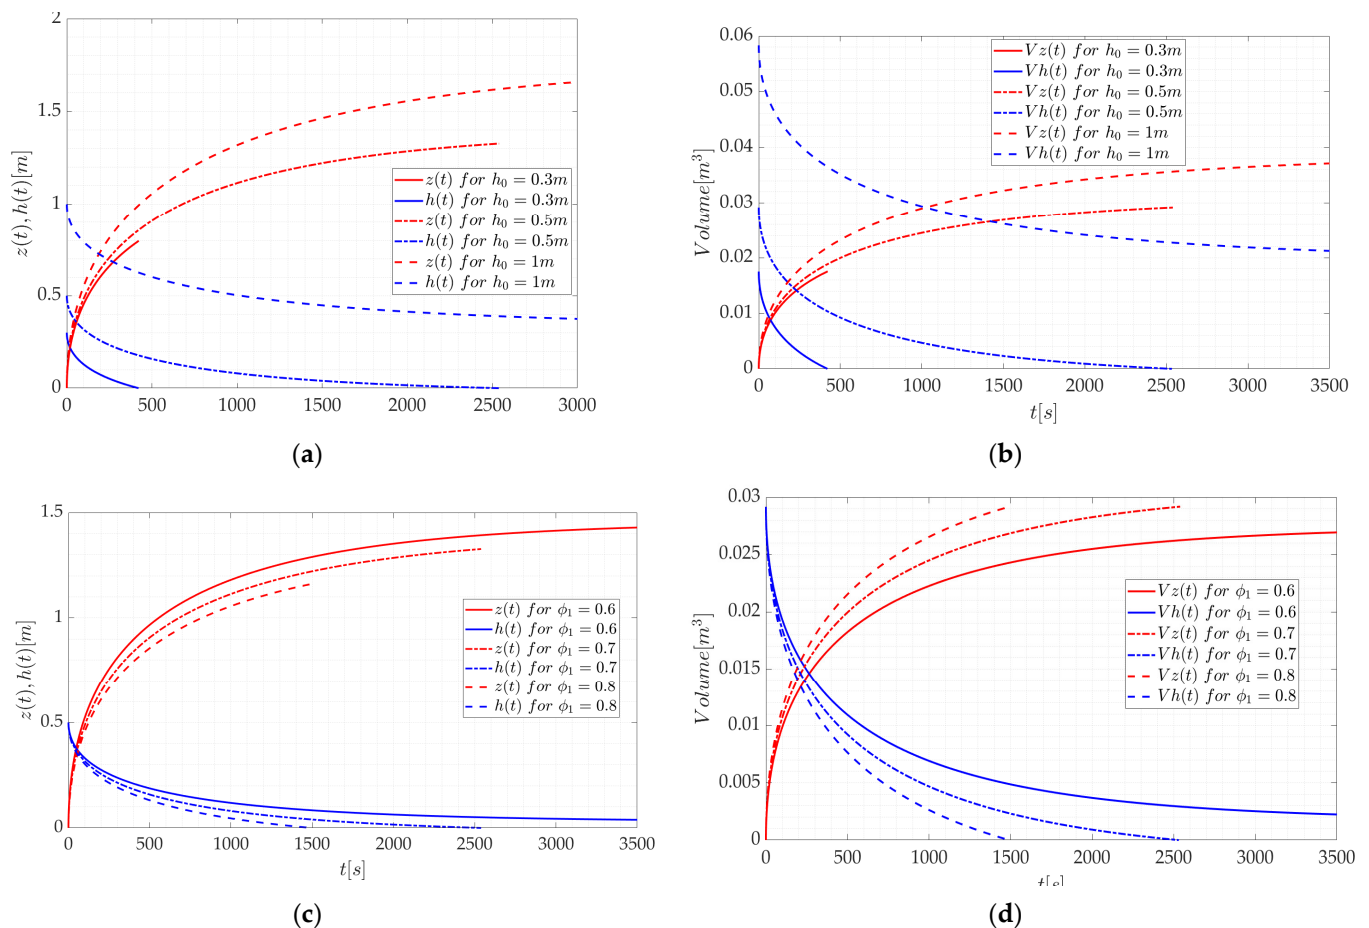 2
1.5
1
0.5
0
z(t), h(t)[m]
0 500 1000 1500 2000 2500 3000
z(t) for h₀ = 0.3m
h(t) for h₀ = 0.3m
z(t) for h₀ = 0.5m
h(t) for h₀ = 0.5m
z(t) for h₀ = 1m
h(t) for h₀ = 1m
(a)
0.06
0.05
0.04
0.03
0.02
0.01
0
Volume[m³]
0 500 1000 1500 2000 2500 3000 3500
t[s]
Vz(t) for h₀ = 0.3m
Vh(t) for h₀ = 0.3m
Vz(t) for h₀ = 0.5m
Vh(t) for h₀ = 0.5m
Vz(t) for h₀ = 1m
Vh(t) for h₀ = 1m
(b)
1.5
1
0.5
0
z(t), h(t)[m]
0 500 1000 1500 2000 2500 3000 3500
t[s]
z(t) for ϕ₁ = 0.6
h(t) for ϕ₁ = 0.6
z(t) for ϕ₁ = 0.7
h(t) for ϕ₁ = 0.7
z(t) for ϕ₁ = 0.8
h(t) for ϕ₁ = 0.8
(c)
0.03
0.025
0.02
0.015
0.01
0.005
0
Volume[m³]
0 500 1000 1500 2000 2500 3000 3500
t[s]
Vz(t) for ϕ₁ = 0.6
Vh(t) for ϕ₁ = 0.6
Vz(t) for ϕ₁ = 0.7
Vh(t) for ϕ₁ = 0.7
Vz(t) for ϕ₁ = 0.8
Vh(t) for ϕ₁ = 0.8
(d)